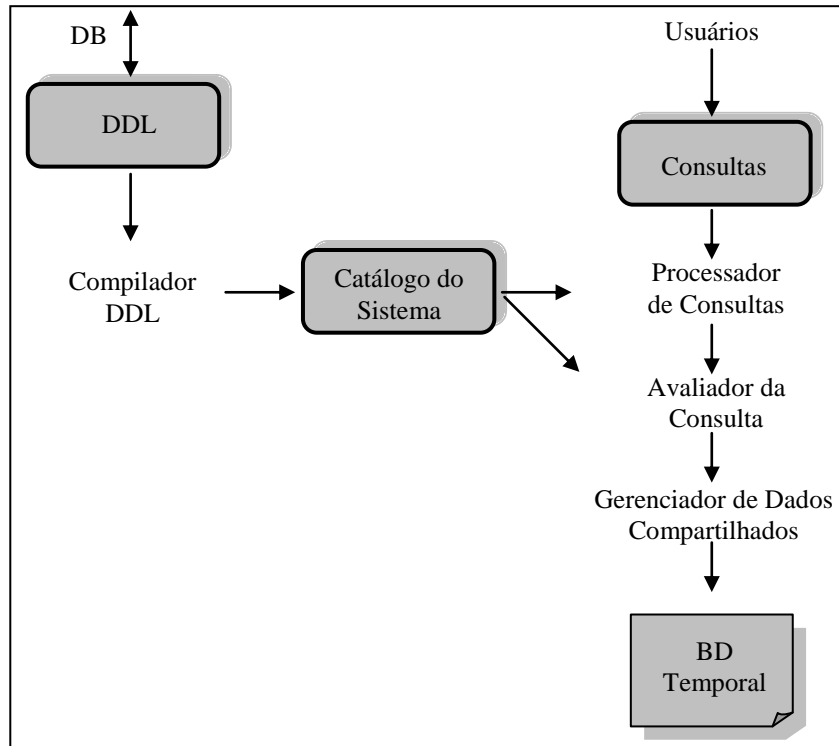 DB
DDL
Compilador
DDL
Catálogo do
Sistema
Usuários
Consultas
Processador
de Consultas
Avaliador da
Consulta
Gerenciador de Dados
Compartilhados
BD
Temporal